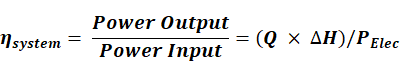 η_system = Power Output / Power Input = (Q × ΔH)/P_Elec